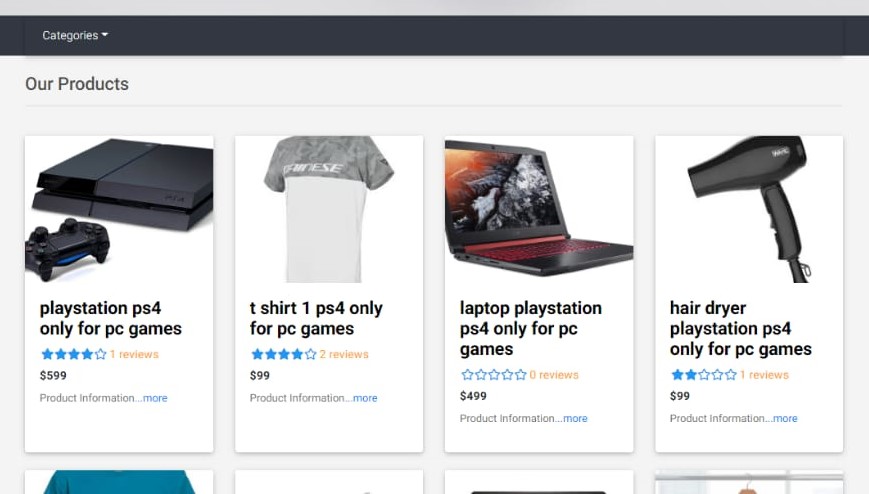 Categories
Our Products
DAINESE
WAHL
playstation ps4
only for pc games
1 reviews
$599
Product Information...more
t shirt 1 ps4 only
for pc games
2 reviews
$99
Product Information...more
laptop playstation
ps4 only for pc
games
0 reviews
$499
Product Information...more
hair dryer
playstation ps4
only for pc games
1 reviews
$99
Product Information...more